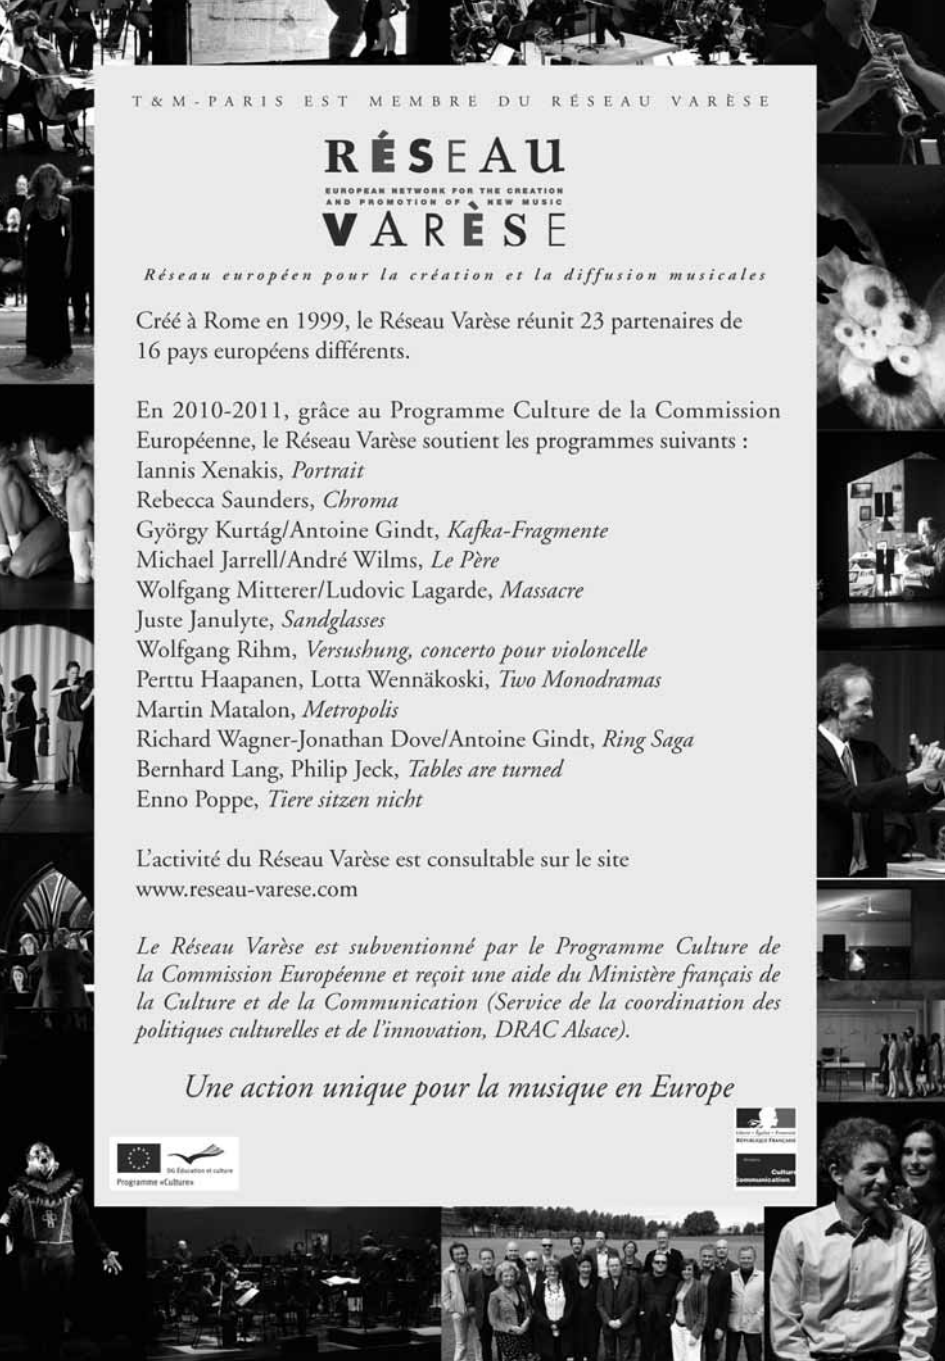 T&M-PARIS EST MEMBRE DU RÉSEAU VARÈSE
RÉSEAU
EUROPEAN NETWORK FOR THE CREATION
AND PROMOTION OF NEW MUSIC
VARÈSE
Réseau européen pour la création et la diffusion musicales
Créé à Rome en 1999, le Réseau Varèse réunit 23 partenaires de
16 pays européens différents.
En 2010-2011, grâce au Programme Culture de la Commission
Européenne, le Réseau Varèse soutient les programmes suivants :
Iannis Xenakis, Portrait
Rebecca Saunders, Chroma
György Kurtág/Antoine Gindt, Kafka-Fragmente
Michael Jarrell/André Wilms, Le Père
Wolfgang Mitterer/Ludovic Lagarde, Massacre
Juste Janulyte, Sandglasses
Wolfgang Rihm, Versushung, concerto pour violoncelle
Perttu Haapanen, Lotta Wennäkoski, Two Monodramas
Martin Matalon, Metropolis
Richard Wagner-Jonathan Dove/Antoine Gindt, Ring Saga
Bernhard Lang, Philip Jeck, Tables are turned
Enno Poppe, Tiere sitzen nicht
L'activité du Réseau Varèse est consultable sur le site
www.reseau-varese.com
Le Réseau Varèse est subventionné par le Programme Culture de
la Commission Européenne et reçoit une aide du Ministère français de
la Culture et de la Communication (Service de la coordination des
politiques culturelles et de l'innovation, DRAC Alsace).
Une action unique pour la musique en Europe
DG Éducation et culture
Programme «Culture»
RÉPUBLIQUE FRANÇAISE
Culture
Communication